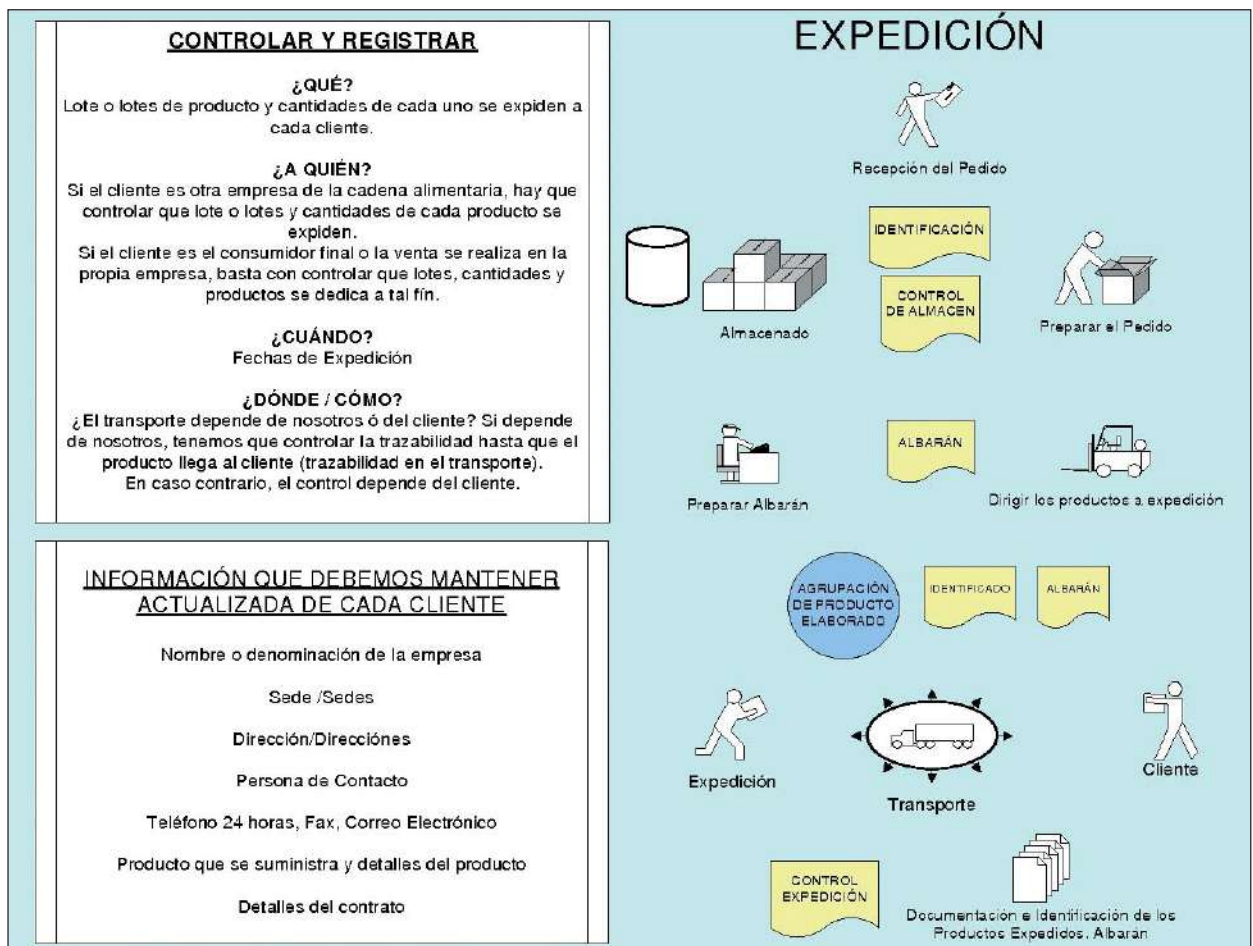 CONTROLAR Y REGISTRAR
¿QUÉ?
Lote o lotes de producto y cantidades de cada uno se expiden a
cada cliente.
¿A QUIÉN?
Si el cliente es otra empresa de la cadena alimentaria, hay que
controlar que lote o lotes y cantidades de cada producto se
expiden.
Si el cliente es el consumidor final o la venta se realiza en la
propia empresa, basta con controlar que lotes, cantidades y
productos se dedica a tal fín.
¿CUÁNDO?
Fechas de Expedición
¿DÓNDE / CÓMO?
¿El transporte depende de nosotros ó del cliente? Si depende
de nosotros, tenemos que controlar la trazabilidad hasta que el
producto llega al cliente (trazabilidad en el transporte).
En caso contrario, el control depende del cliente.
INFORMACIÓN QUE DEBEMOS MANTENER
ACTUALIZADA DE CADA CLIENTE
Nombre o denominación de la empresa
Sede /Sedes
Dirección/Direcciónes
Persona de Contacto
Teléfono 24 horas, Fax, Correo Electrónico
Producto que se suministra y detalles del producto
Detalles del contrato
EXPEDICIÓN
Recepción del Pedido
IDENTIFICACIÓN
CONTROL
DE ALMACEN
Almacenado
Preparar el Pedido
ALBARÁN
Preparar Albarán
Dirigir los productos a expedición
AGRUPACIÓN
DE PRODUCTO
ELABORADO
IDENTIFICADO
ALBARÁN
Expedición
Transporte
Cliente
CONTROL
EXPEDICIÓN
Documentación e Identificación de los
Productos Expedidos. Albarán